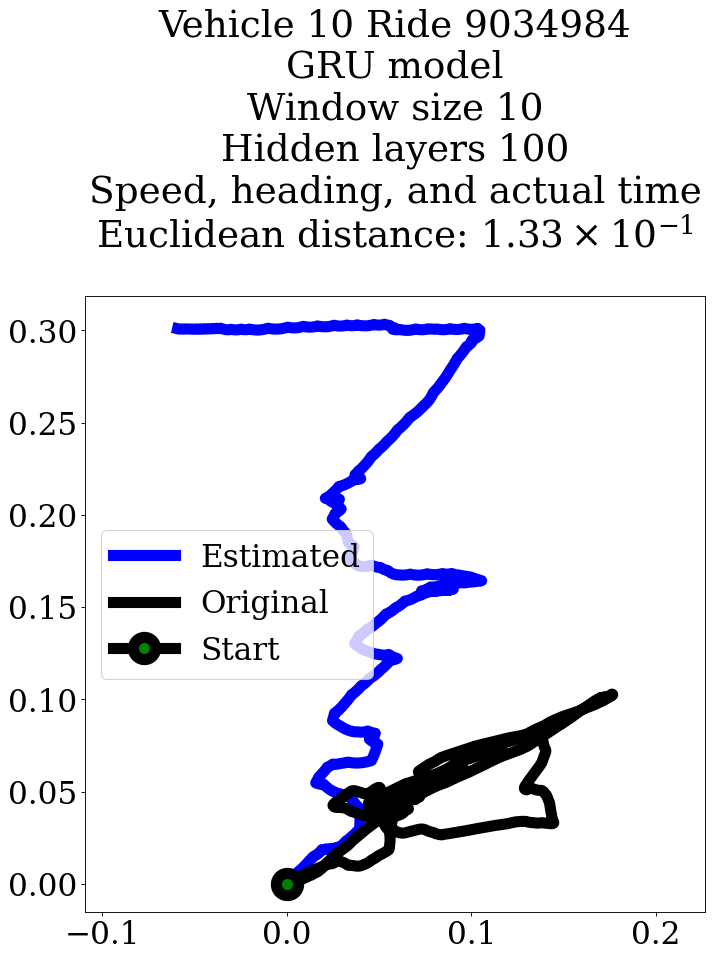 Vehicle 10 Ride 9034984
GRU model
Window size 10
Hidden layers 100
Speed, heading, and actual time
Euclidean distance: 1.33 × 10⁻¹
0.30
0.25
0.20
0.15
0.10
0.05
0.00
Estimated
Original
Start
−0.1 0.0 0.1 0.2